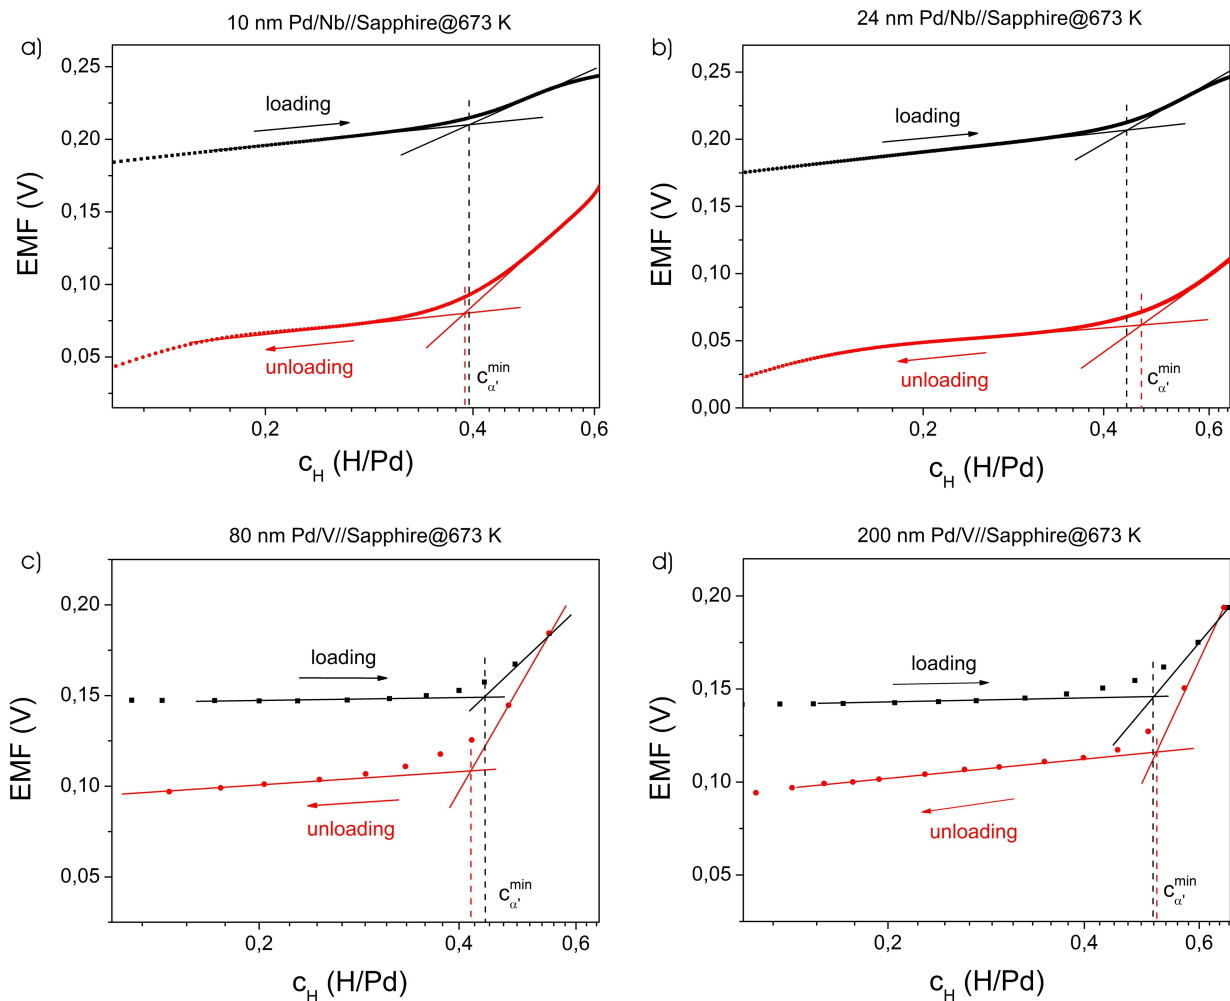 10 nm Pd/Nb//Sapphire@673 K
a)
0,25
0,20
0,15
0,10
0,05
EMF (V)
loading
unloading
c_α'^min
0,2
0,4
0,6
c_H (H/Pd)
24 nm Pd/Nb//Sapphire@673 K
b)
0,25
0,20
0,15
0,10
0,05
0,00
EMF (V)
loading
unloading
c_α'^min
0,2
0,4
0,6
c_H (H/Pd)
80 nm Pd/V//Sapphire@673 K
c)
0,20
0,15
0,10
0,05
EMF (V)
loading
unloading
c_α'^min
0,2
0,4
0,6
c_H (H/Pd)
200 nm Pd/V//Sapphire@673 K
d)
0,20
0,15
0,10
0,05
EMF (V)
loading
unloading
c_α'^min
0,2
0,4
0,6
c_H (H/Pd)